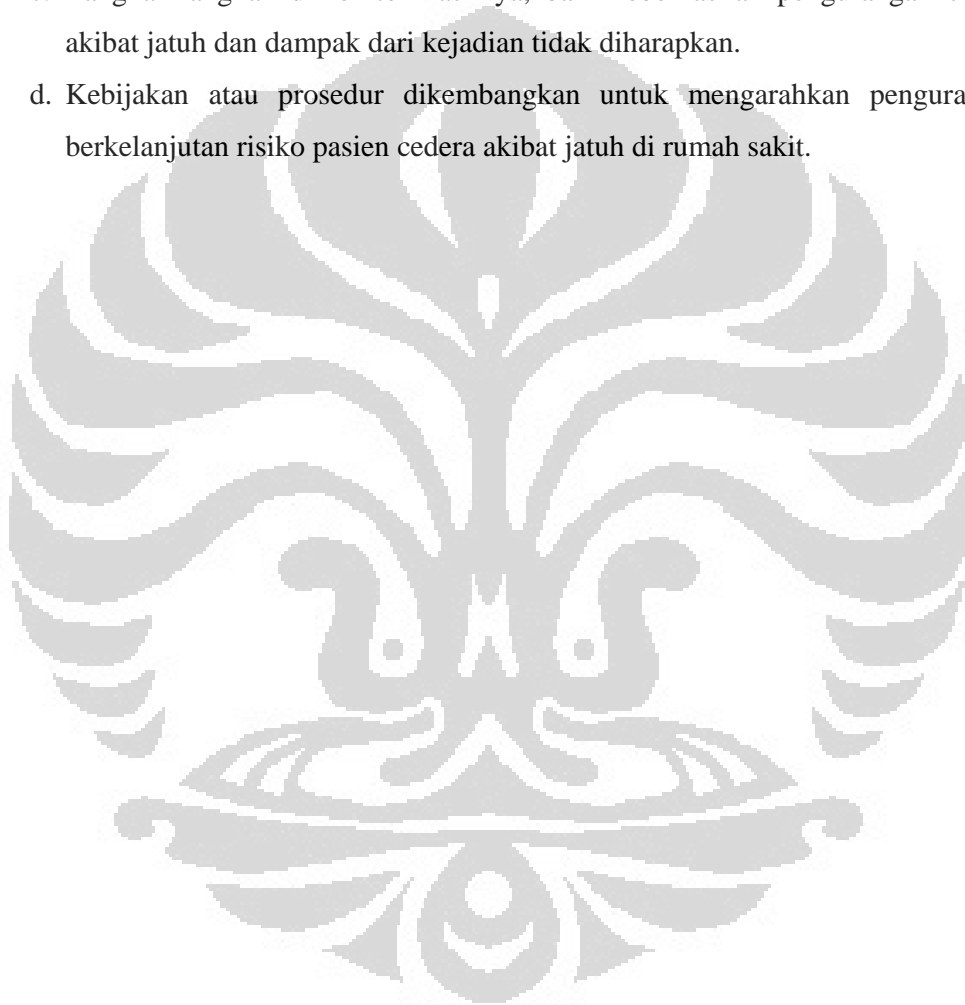 akibat jatuh dan dampak dari kejadian tidak diharapkan.
d. Kebijakan atau prosedur dikembangkan untuk mengarahkan pengura
berkelanjutan risiko pasien cedera akibat jatuh di rumah sakit.